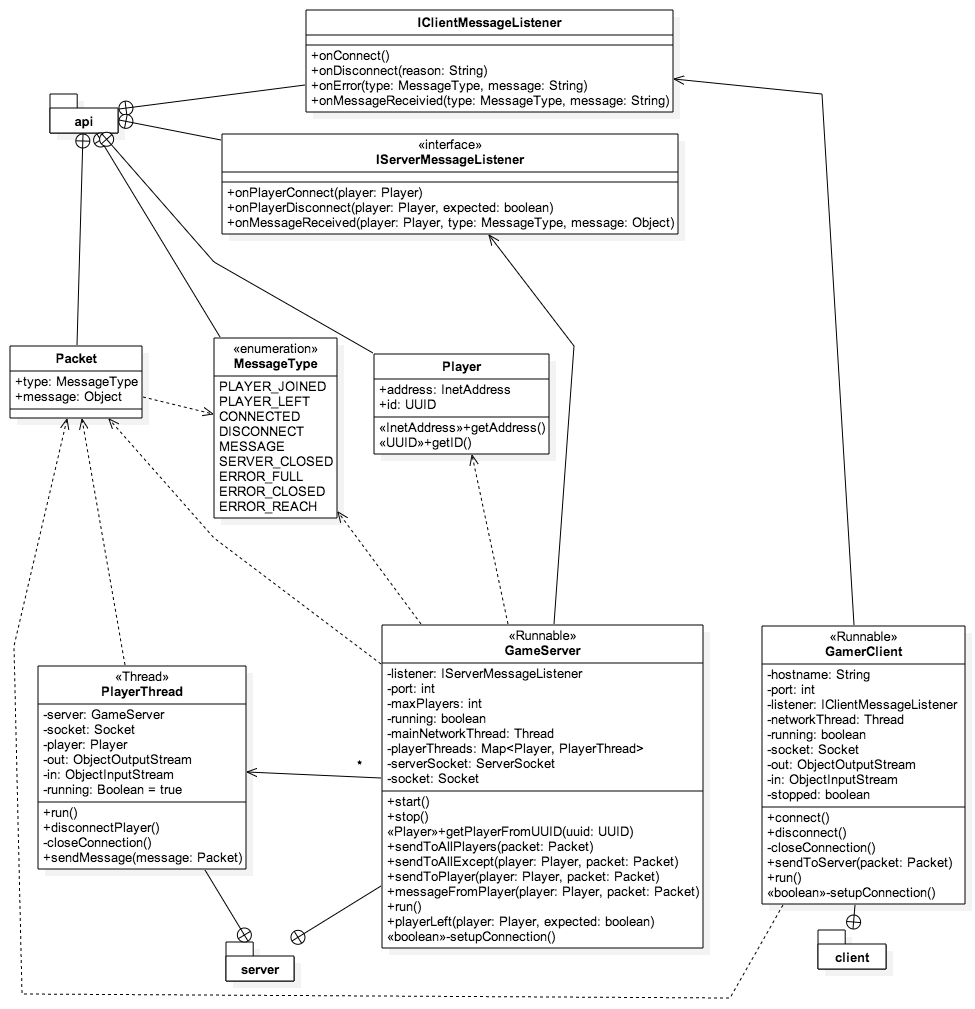 IClientMessageListener
+onConnect()
+onDisconnect(reason: String)
+onError(type: MessageType, message: String)
+onMessageReceivied(type: MessageType, message: String)
api
«interface»
IServerMessageListener
+onPlayerConnect(player: Player)
+onPlayerDisconnect(player: Player, expected: boolean)
+onMessageReceived(player: Player, type: MessageType, message: Object)
Packet
+type: MessageType
+message: Object
«enumeration»
MessageType
PLAYER_JOINED
PLAYER_LEFT
CONNECTED
DISCONNECT
MESSAGE
SERVER_CLOSED
ERROR_FULL
ERROR_CLOSED
ERROR_REACH
Player
+address: InetAddress
+id: UUID
«InetAddress»+getAddress()
«UUID»+getID()
«Thread»
PlayerThread
-server: GameServer
-socket: Socket
-player: Player
-out: ObjectOutputStream
-in: ObjectInputStream
-running: Boolean = true
+run()
+disconnectPlayer()
-closeConnection()
+sendMessage(message: Packet)
*
«Runnable»
GameServer
-listener: IServerMessageListener
-port: int
-maxPlayers: int
-running: boolean
-mainNetworkThread: Thread
-playerThreads: Map<Player, PlayerThread>
-serverSocket: ServerSocket
-socket: Socket
+start()
+stop()
«Player»+getPlayerFromUUID(uuid: UUID)
+sendToAllPlayers(packet: Packet)
+sendToAllExcept(player: Player, packet: Packet)
+sendToPlayer(player: Player, packet: Packet)
+messageFromPlayer(player: Player, packet: Packet)
+run()
+playerLeft(player: Player, expected: boolean)
«boolean»-setupConnection()
«Runnable»
GamerClient
-hostname: String
-port: int
-listener: IClientMessageListener
-networkThread: Thread
-running: boolean
-socket: Socket
-out: ObjectOutputStream
-in: ObjectInputStream
-stopped: boolean
+connect()
+disconnect()
-closeConnection()
+sendToServer(packet: Packet)
+run()
«boolean»-setupConnection()
server
client